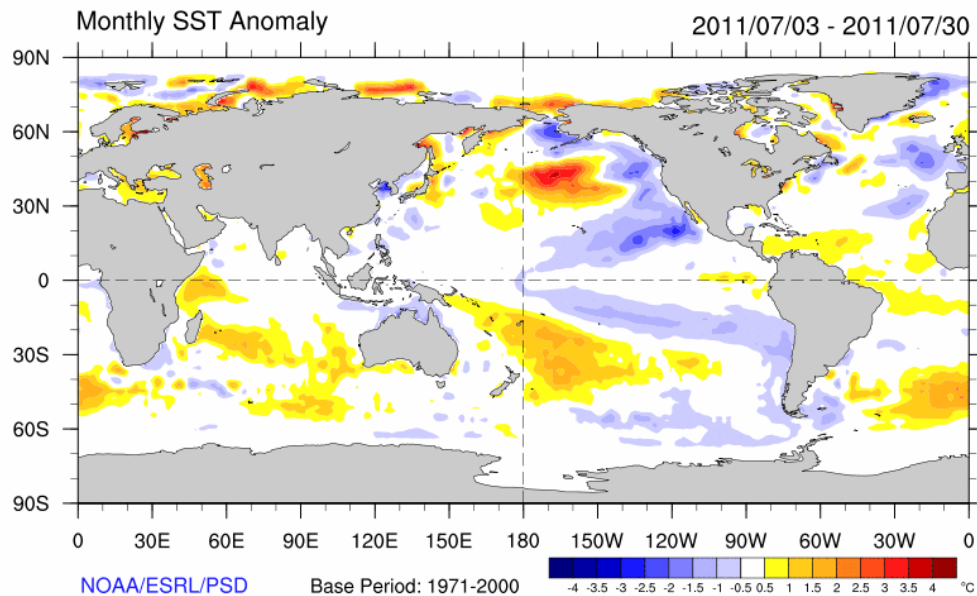 Monthly SST Anomaly 2011/07/03 - 2011/07/30
90N
60N
30N
0
30S
60S
90S
0 30E 60E 90E 120E 150E 180 150W 120W 90W 60W 30W 0
NOAA/ESRL/PSD Base Period: 1971-2000
-4 -3.5 -3 -2.5 -2 -1.5 -1 -0.5 0.5 1 1.5 2 2.5 3 3.5 4 °C